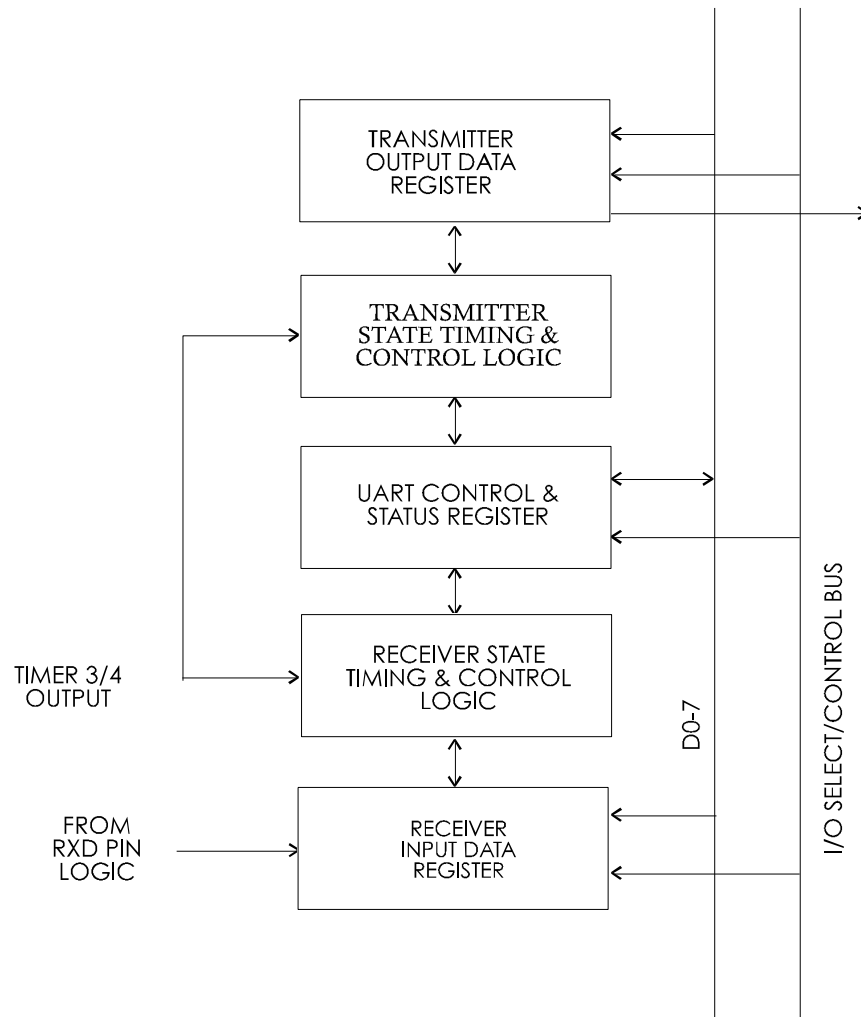 TRANSMITTER
OUTPUT DATA
REGISTER
TRANSMITTER
STATE TIMING &
CONTROL LOGIC
UART CONTROL &
STATUS REGISTER
RECEIVER STATE
TIMING & CONTROL
LOGIC
TIMER 3/4
OUTPUT
FROM
RXD PIN
LOGIC
RECEIVER
INPUT DATA
REGISTER
D0-7
I/O SELECT/CONTROL BUS